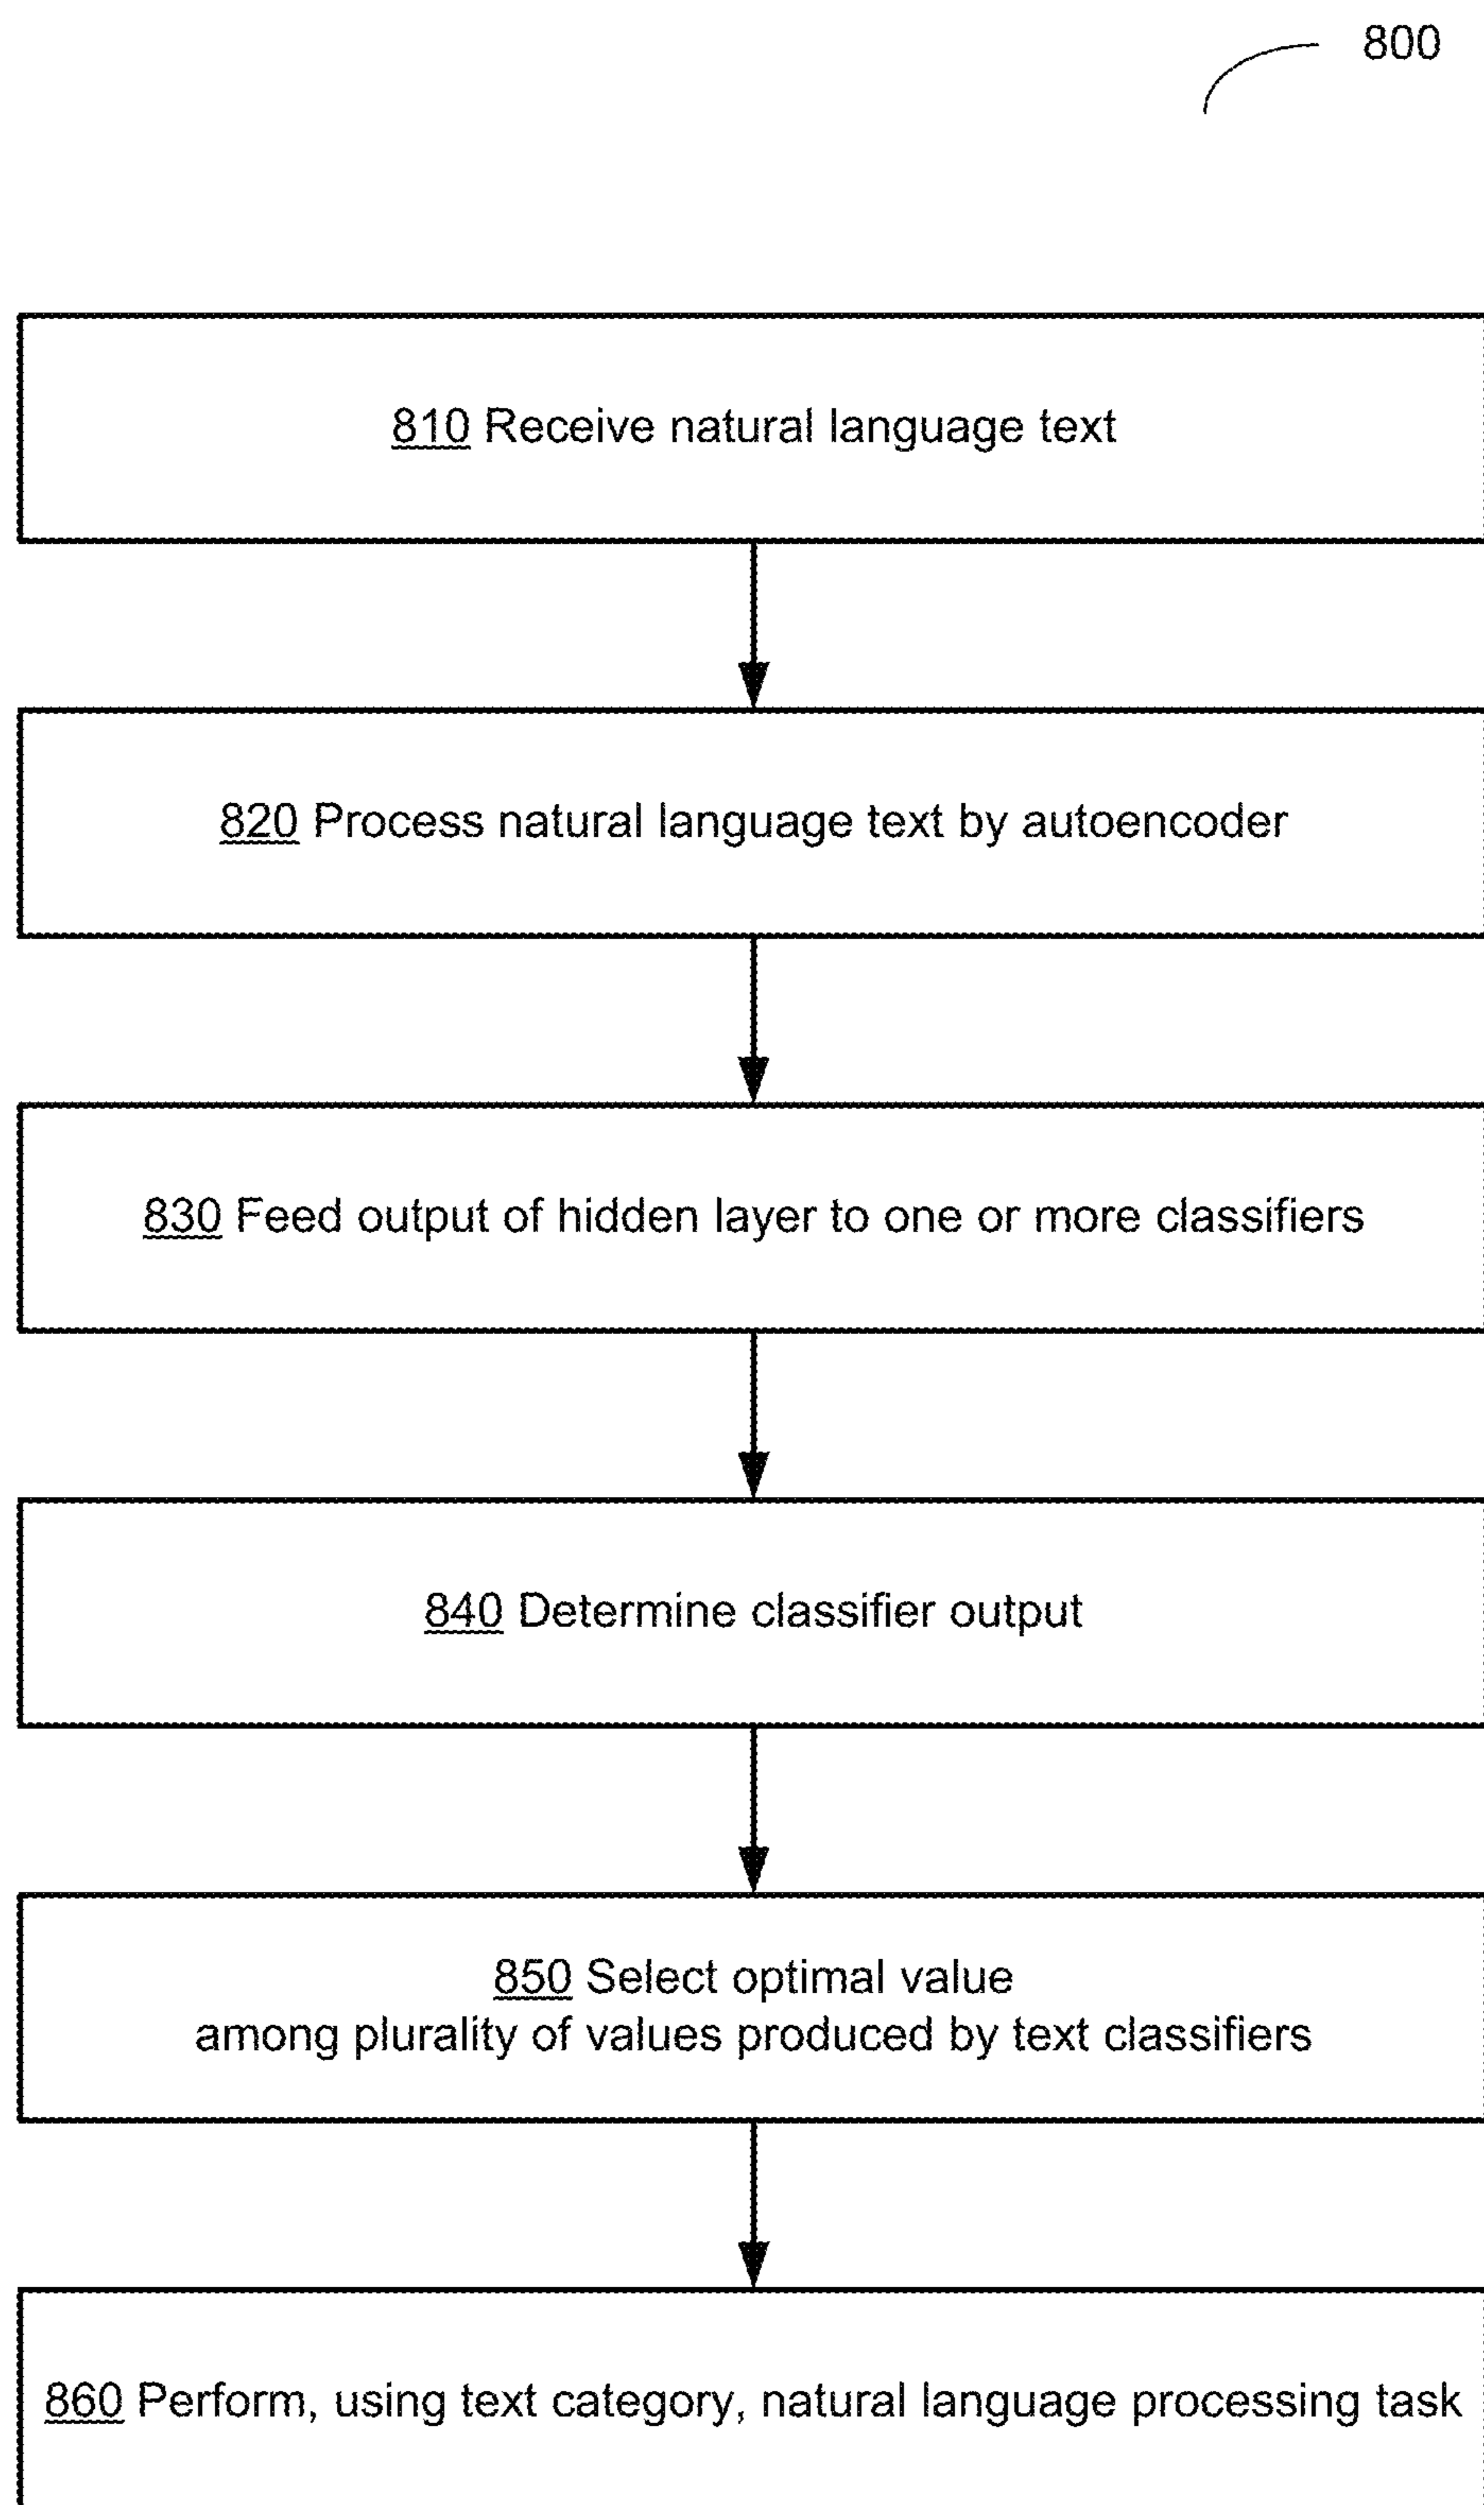 800
810 Receive natural language text
820 Process natural language text by autoencoder
830 Feed output of hidden layer to one or more classifiers
840 Determine classifier output
850 Select optimal value
among plurality of values produced by text classifiers
860 Perform, using text category, natural language processing task